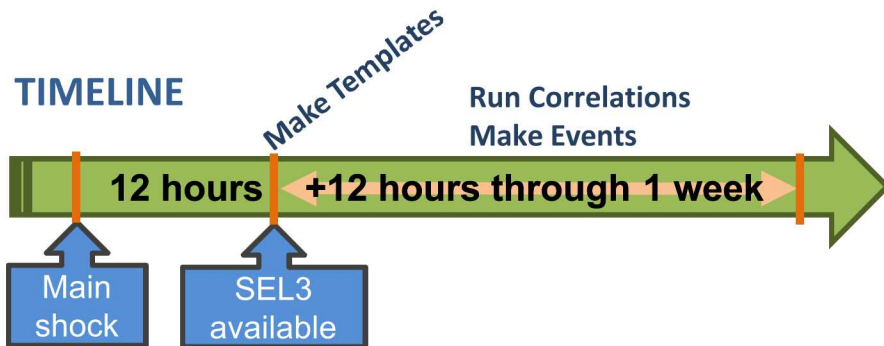 TIMELINE
Make Templates
Run Correlations
Make Events
12 hours
+12 hours through 1 week
Main
shock
SEL3
available